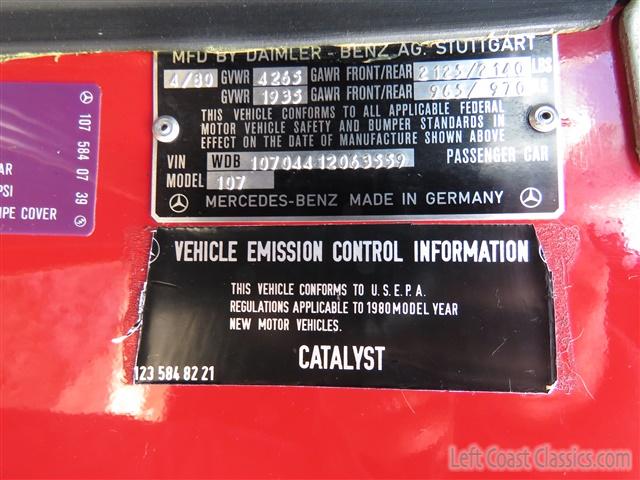 MFD BY DAIMLER - BENZ AG. STUTTGART
4/80 GVWR 4265 GAWR FRONT/REAR 2125/2140 LBS
GVWR 1935 GAWR FRONT/REAR 965/970
THIS VEHICLE CONFORMS TO ALL APPLICABLE FEDERAL
MOTOR VEHICLE SAFETY AND BUMPER STANDARDS IN
EFFECT ON THE DATE OF MANUFACTURE SHOWN ABOVE
VIN WDB 10704412063559 PASSENGER CAR
MODEL 107
MERCEDES-BENZ MADE IN GERMANY
107 584 07 39
AR
PSI
IPE COVER
VEHICLE EMISSION CONTROL INFORMATION
THIS VEHICLE CONFORMS TO U.S.E.P.A.
REGULATIONS APPLICABLE TO 1980 MODEL YEAR
NEW MOTOR VEHICLES.
CATALYST
123 584 82 21
Left Coast Classics.com